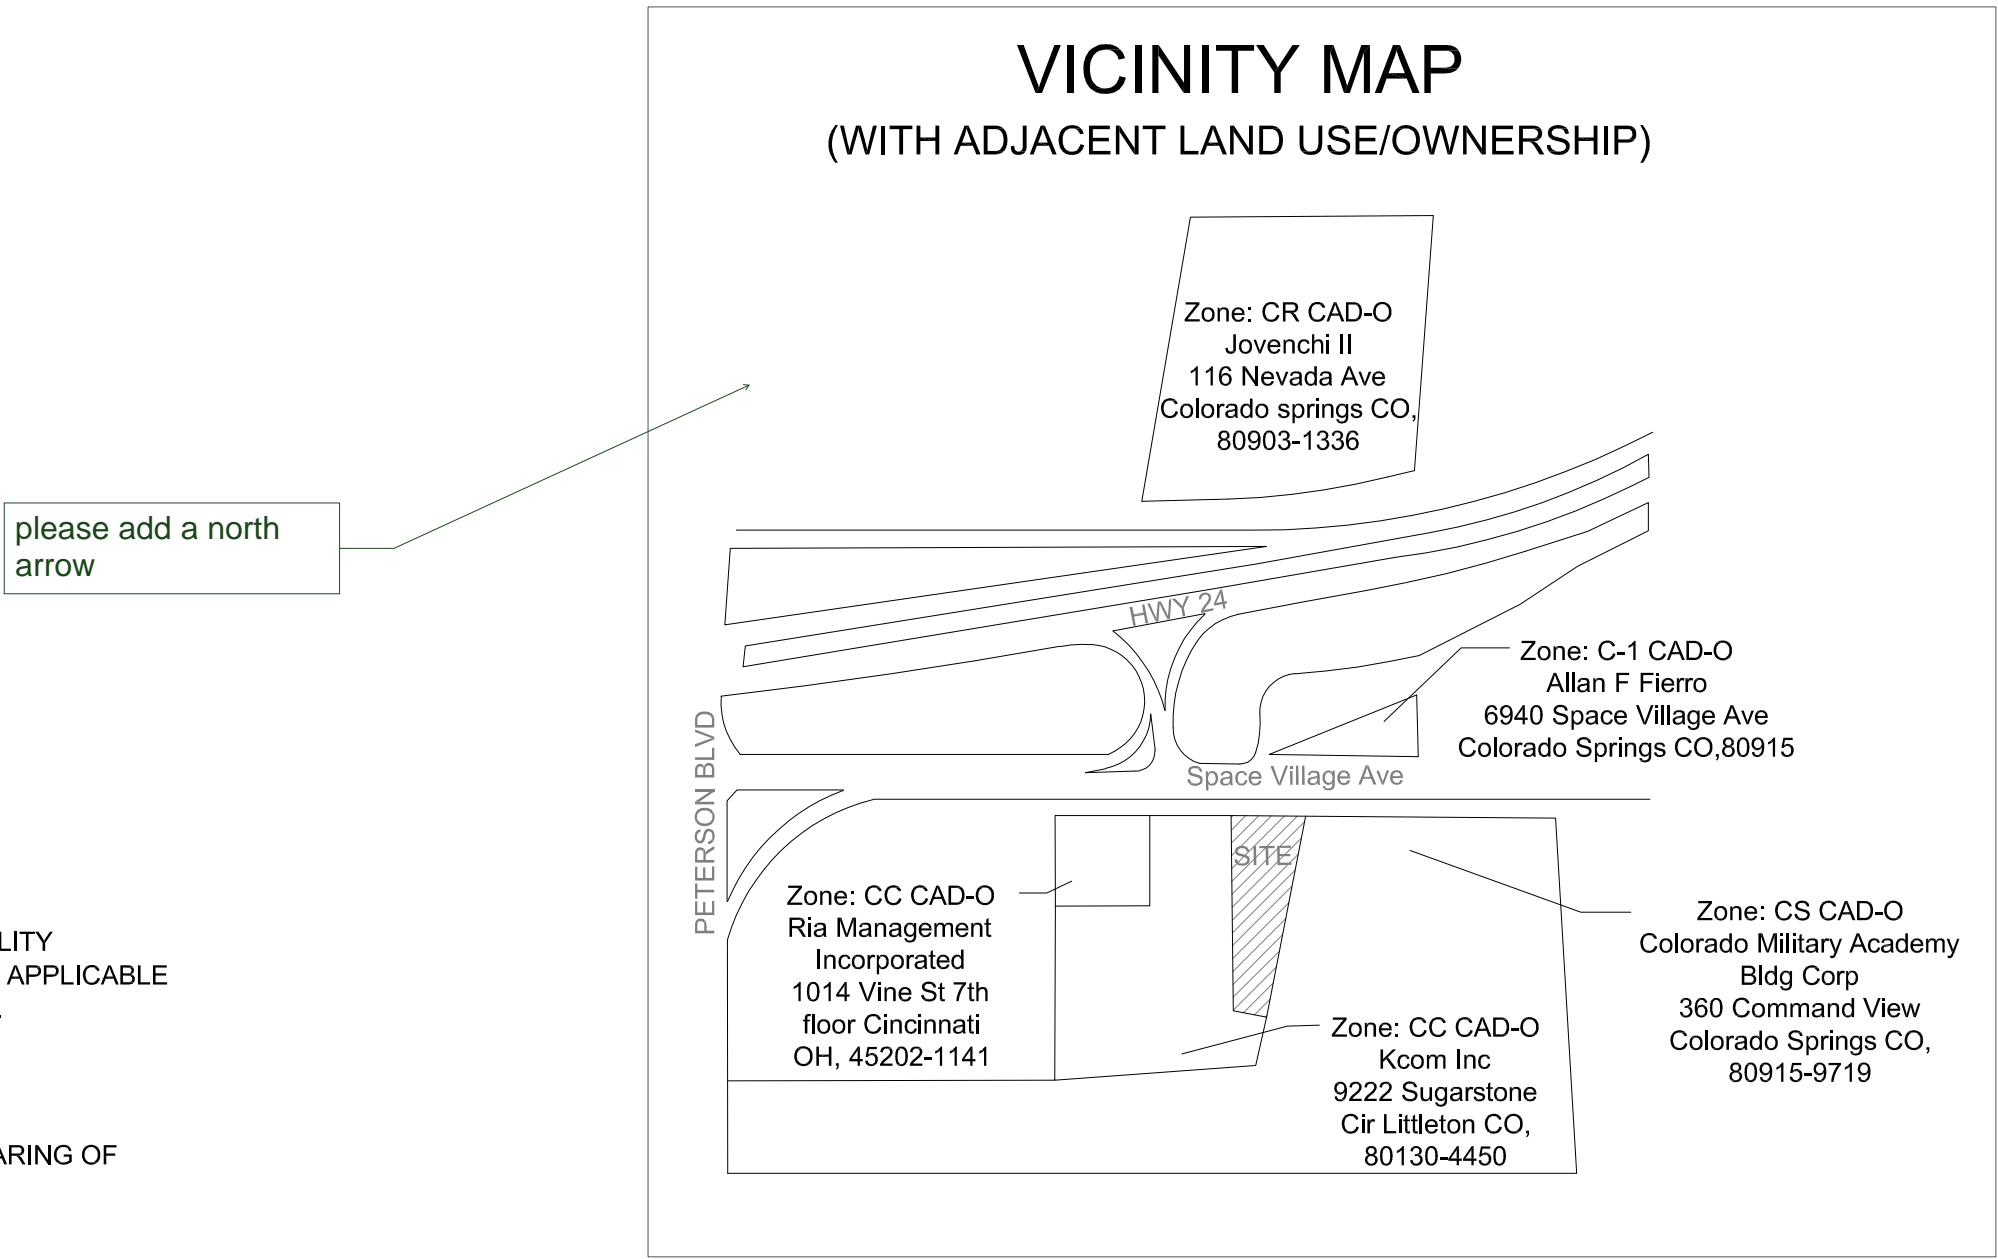 VICINITY MAP
(WITH ADJACENT LAND USE/OWNERSHIP)
Zone: CR CAD-O
Jovenchi II
116 Nevada Ave
Colorado springs CO,
80903-1336
please add a north
arrow
HWY 24
Zone: C-1 CAD-O
Allan F Fierro
6940 Space Village Ave
Colorado Springs CO,80915
PETERSON BLVD
Space Village Ave
SITE
Zone: CC CAD-O
Ria Management
Incorporated
1014 Vine St 7th
floor Cincinnati
OH, 45202-1141
Zone: CS CAD-O
Colorado Military Academy
Bldg Corp
360 Command View
Colorado Springs CO,
80915-9719
Zone: CC CAD-O
Kcom Inc
9222 Sugarstone
Cir Littleton CO,
80130-4450
LITY
APPLICABLE
ARING OF